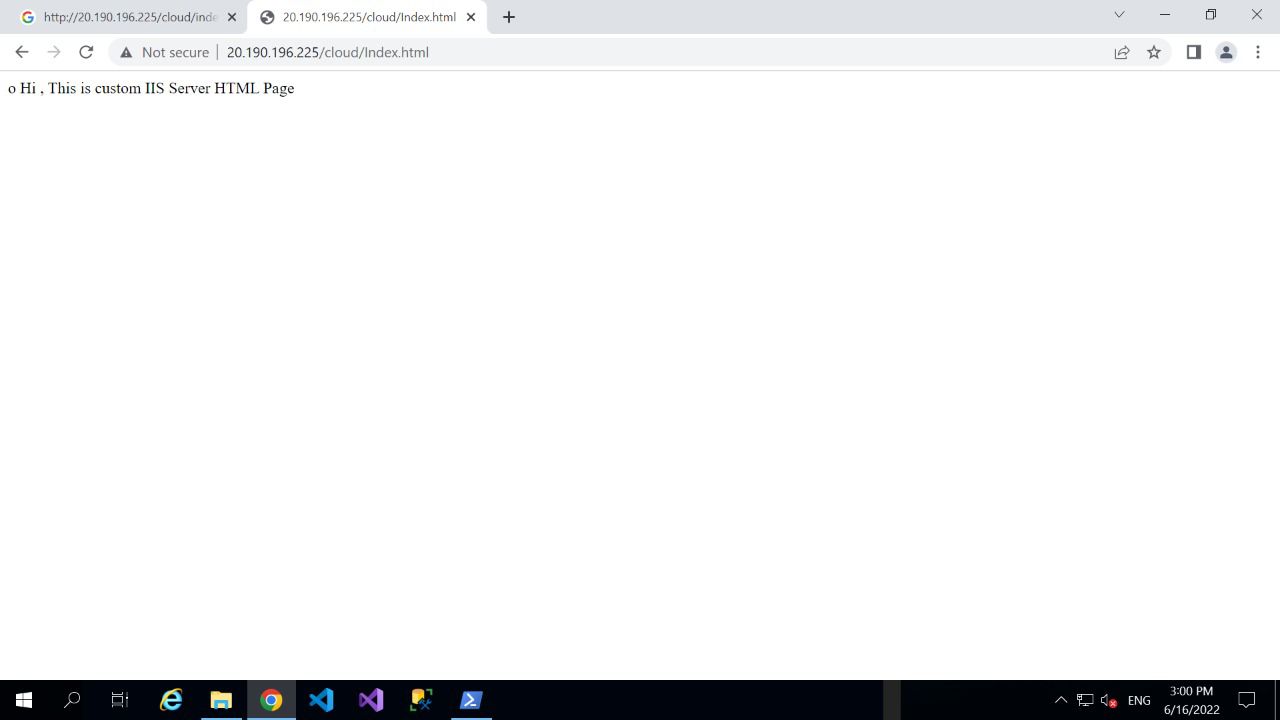 http://20.190.196.225/cloud/inde
20.190.196.225/cloud/Index.html
Not secure
20.190.196.225/cloud/Index.html
o Hi , This is custom IIS Server HTML Page
ENG
3:00 PM
6/16/2022